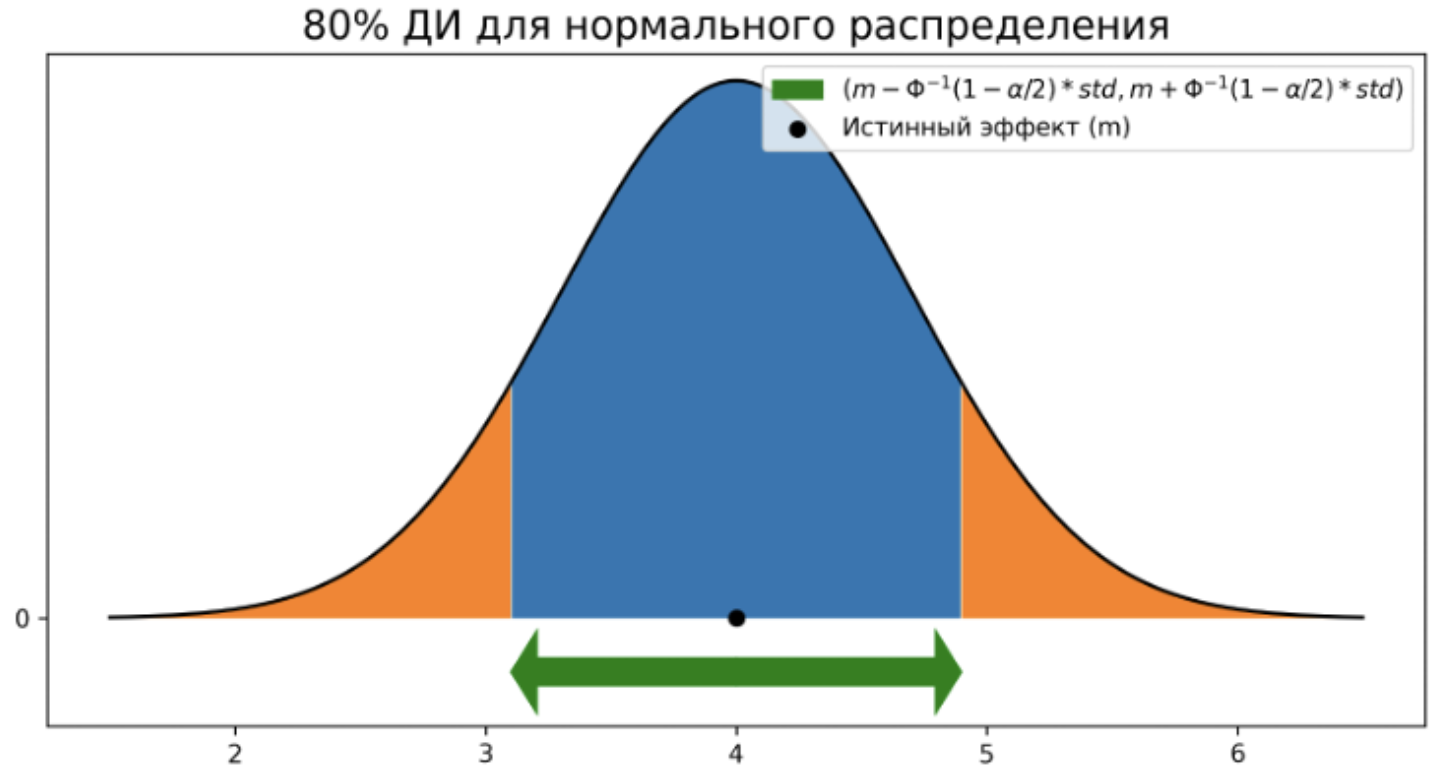 80% ДИ для нормального распределения
(m − Φ⁻¹(1 − α/2) * std, m + Φ⁻¹(1 − α/2) * std)
Истинный эффект (m)
0
2 3 4 5 6